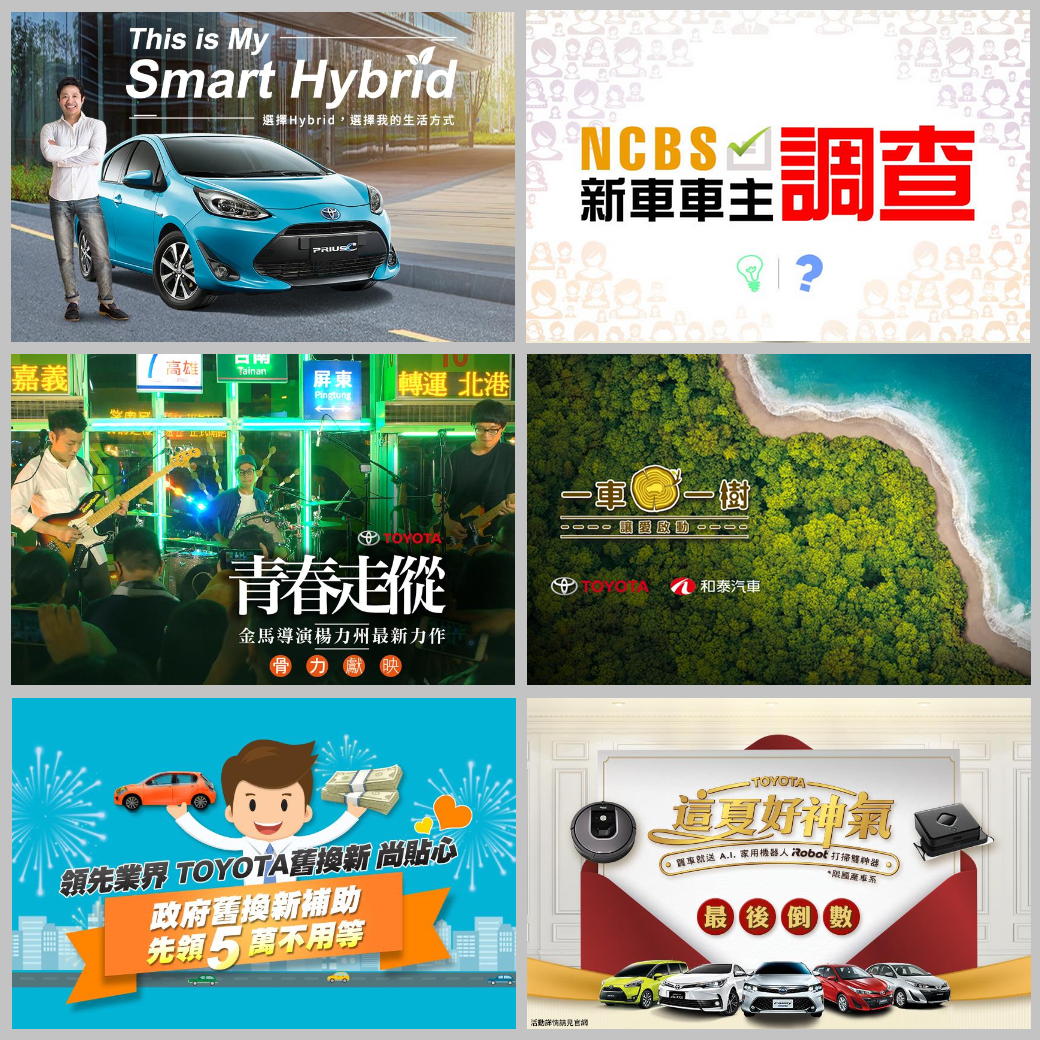 This is My
Smart Hybrid
選擇Hybrid，選擇我的生活方式
PRIUS C
NCBS
新車車主調查
?
嘉義
7 高雄
台南
Tainan
屏東
Pingtung
10
轉運 北港
TOYOTA
青春走縱
金馬導演楊力州最新力作
骨力獻映
一車一樹
讓愛啟動
TOYOTA 和泰汽車
領先業界 TOYOTA舊換新 尚貼心
政府舊換新補助
先領5萬不用等
TOYOTA
這夏好神氣
買車就送 A.I. 家用機器人 iRobot 打掃雙神器
*限國產車系
最後倒數
活動詳情請見官網